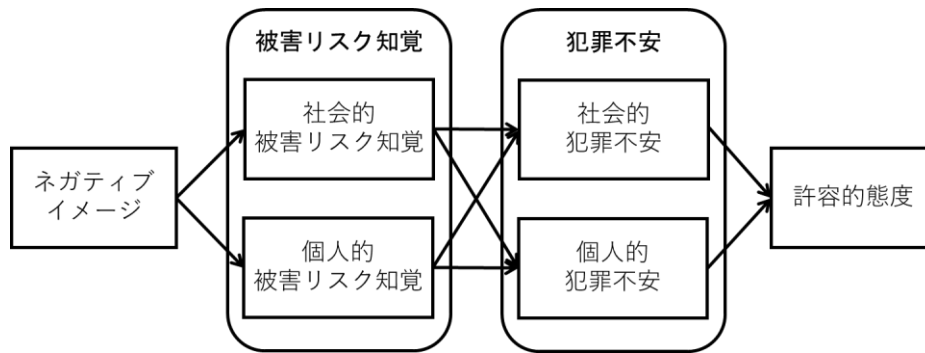 ネガティブ
イメージ
被害リスク知覚
社会的
被害リスク知覚
個人的
被害リスク知覚
犯罪不安
社会的
犯罪不安
個人的
犯罪不安
許容的態度